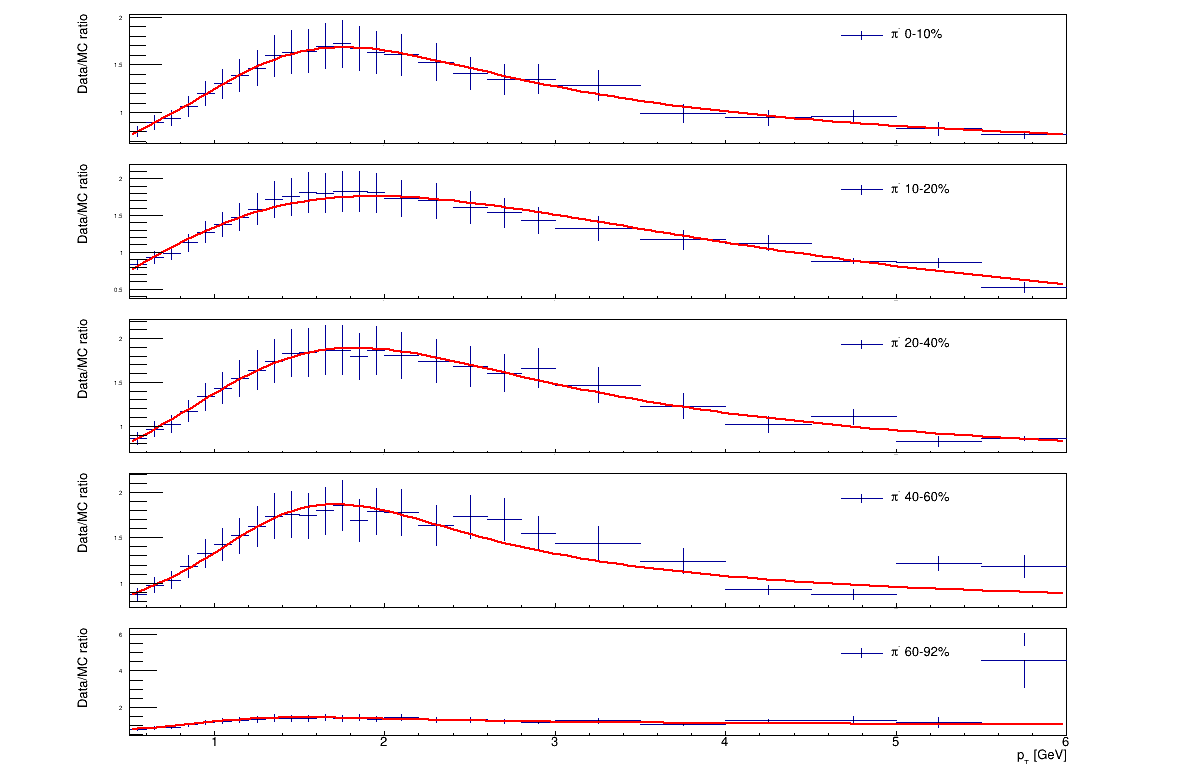 Data/MC ratio
2
1.5
1
π⁻ 0-10%
Data/MC ratio
2
1.5
1
0.5
π⁻ 10-20%
Data/MC ratio
2
1.5
1
π⁻ 20-40%
Data/MC ratio
2
1.5
1
π⁻ 40-60%
Data/MC ratio
6
4
2
π⁻ 60-92%
1 2 3 4 5 6
p_T [GeV]